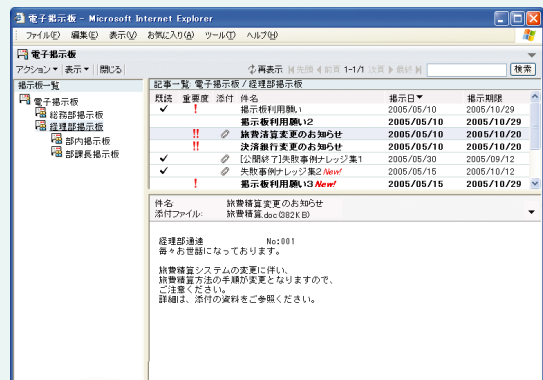 電子掲示板 - Microsoft Internet Explorer
ファイル(F) 編集(E) 表示(V) お気に入り(A) ツール(T) ヘルプ(H)
電子掲示板
アクション▼ 表示▼ 閉じる 再表示 先頭 前頁 1-1/1 次頁 最終 検索
掲示板一覧
電子掲示板
総務部掲示板
経理部掲示板
部内掲示板
部課長掲示板
記事一覧: 電子掲示板 / 経理部掲示板
既読 重要度 添付 件名 掲示日▼ 掲示期限
✓ ! 掲示板利用願い 2005/05/10 2005/10/29
掲示板利用願い2 2005/05/10 2005/10/29
!! 旅費精算変更のお知らせ 2005/05/10 2005/10/20
!! 決済銀行変更のお知らせ 2005/05/10 2005/10/20
✓ [公開終了]失敗事例ナレッジ集1 2005/05/30 2005/09/12
✓ 失敗事例ナレッジ集2 New! 2005/05/15 2005/10/12
! 掲示板利用願い3 New! 2005/05/15 2005/10/29
件名 旅費精算変更のお知らせ
添付ファイル: 旅費精算.doc(382KB)
経理部通達 No:001
毎々お世話になっております。
旅費精算システムの変更に伴い、
旅費精算方法の手順が変更となりますので、
ご注意ください。
詳細は、添付の資料をご参照ください。